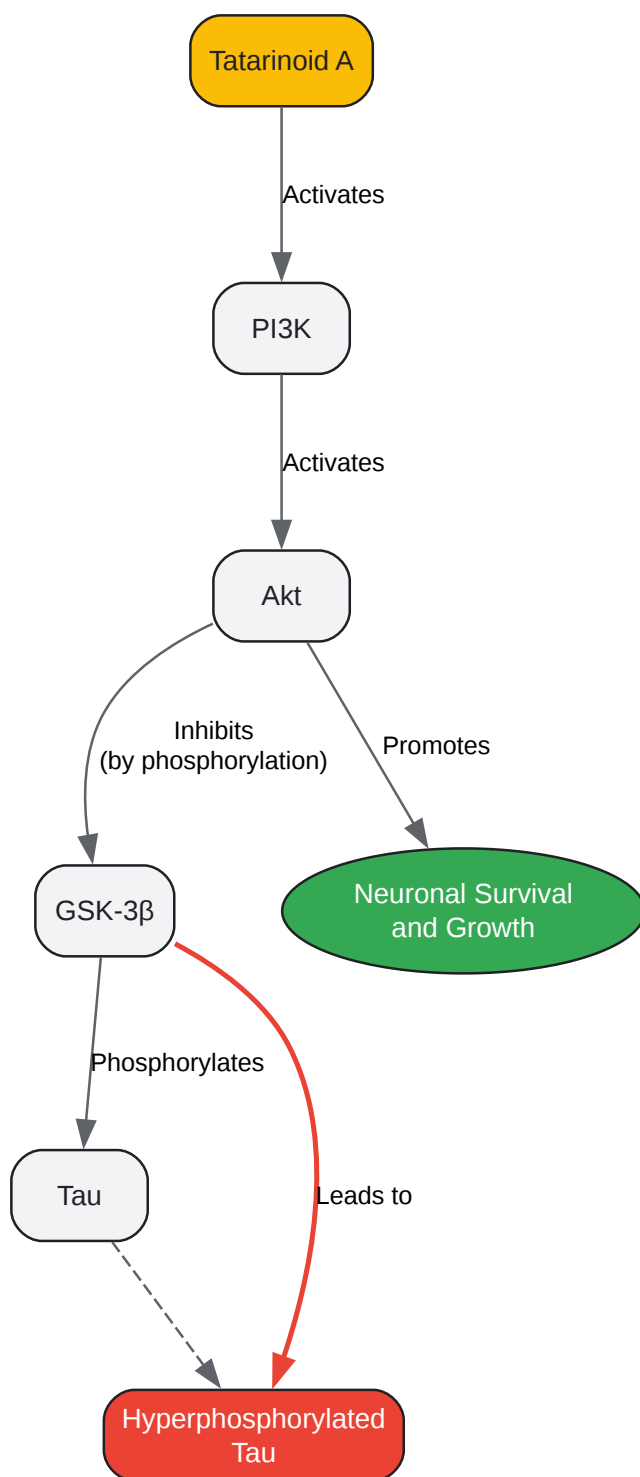 Tatarinoid A
Activates
PI3K
Activates
Akt
Inhibits
(by phosphorylation)
Promotes
GSK-3β
Neuronal Survival
and Growth
Phosphorylates
Tau
Leads to
Hyperphosphorylated
Tau